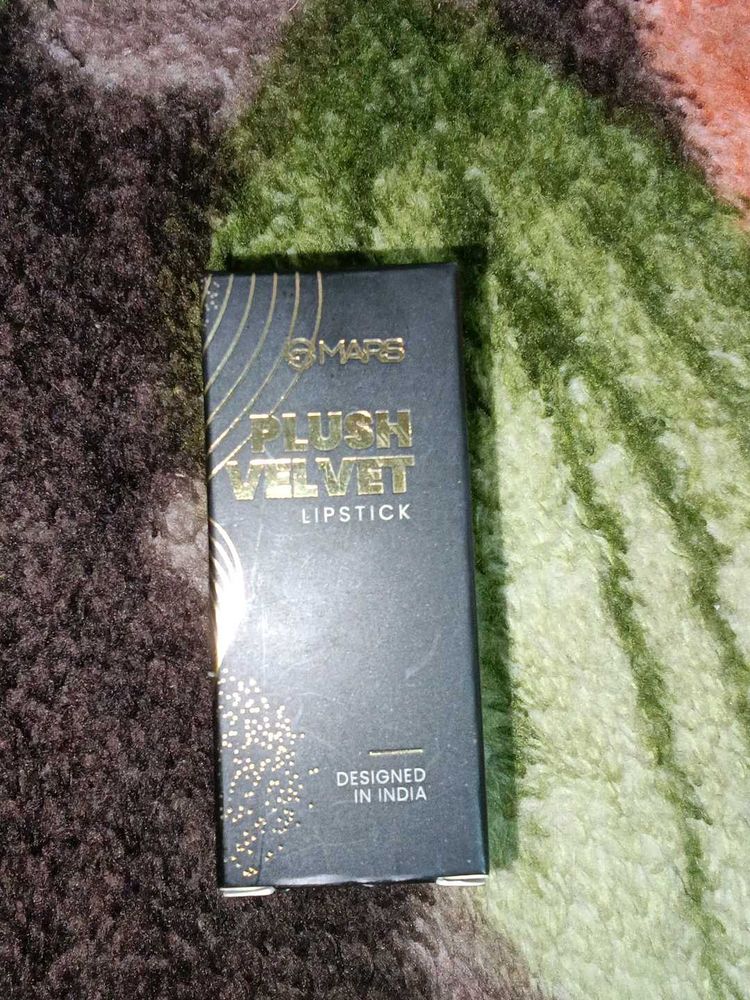 MARS
PLUSH
VELVET
LIPSTICK
DESIGNED
IN INDIA